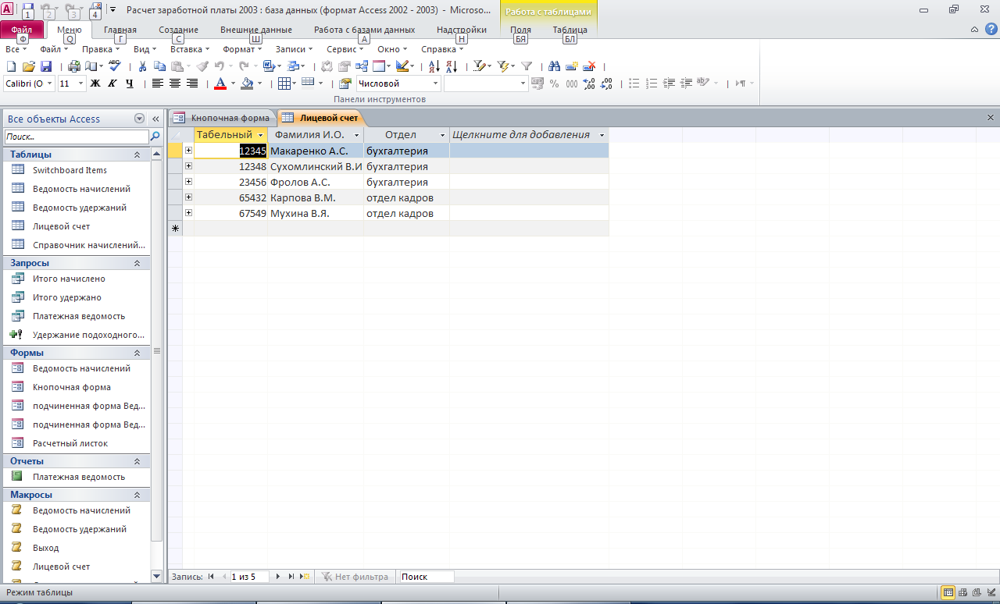 Расчет заработной платы 2003 : база данных (формат Access 2002 - 2003) - Microso...
Работа с таблицами
1 2 3 4
Файл Меню Главная Создание Внешние данные Работа с базами данных Надстройки Поля Таблица
Ф Q Г С Ш А Н БЯ БЛ
Все Файл Правка Вид Вставка Формат Записи Сервис Окно Справка
Calibri (О 11 Ж К Ч Числовой
Панели инструментов
Все объекты Access
Поиск...
Таблицы
Switchboard Items
Ведомость начислений
Ведомость удержаний
Лицевой счет
Справочник начислений...
Запросы
Итого начислено
Итого удержано
Платежная ведомость
Удержание подоходного...
Формы
Ведомость начислений
Кнопочная форма
подчиненная форма Вед...
подчиненная форма Вед...
Расчетный листок
Отчеты
Платежная ведомость
Макросы
Ведомость начислений
Ведомость удержаний
Выход
Лицевой счет
Кнопочная форма Лицевой счет
Табельный Фамилия И.О. Отдел Щелкните для добавления
12345 Макаренко А.С. бухгалтерия
12348 Сухомлинский В.И бухгалтерия
23456 Фролов А.С. бухгалтерия
65432 Карпова В.М. отдел кадров
67549 Мухина В.Я. отдел кадров
Запись: 1 из 5 Нет фильтра Поиск
Режим таблицы